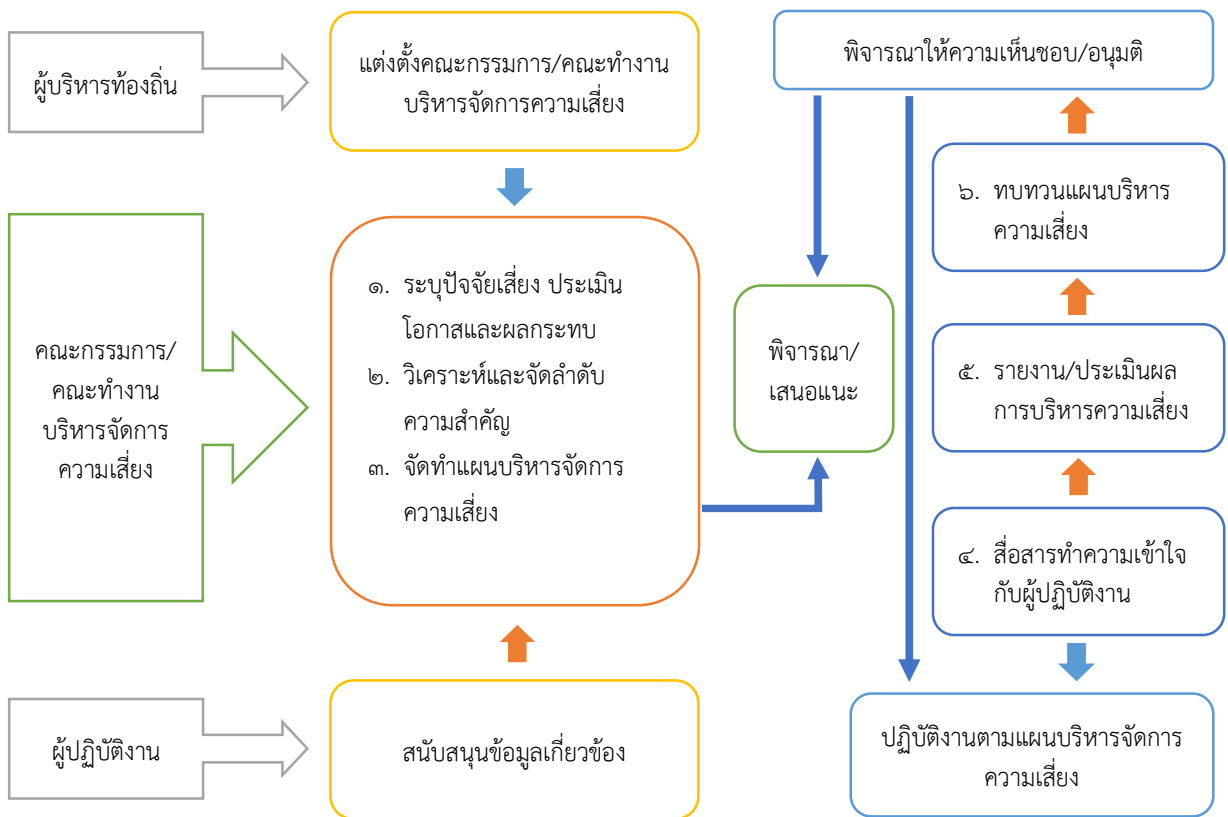 ผู้บริหารท้องถิ่น
แต่งตั้งคณะกรรมการ/คณะทำงาน
บริหารจัดการความเสี่ยง
พิจารณาให้ความเห็นชอบ/อนุมติ
คณะกรรมการ/
คณะทำงาน
บริหารจัดการ
ความเสี่ยง
๑. ระบุปัจจัยเสี่ยง ประเมิน
โอกาสและผลกระทบ
๒. วิเคราะห์และจัดลำดับ
ความสำคัญ
๓. จัดทำแผนบริหารจัดการ
ความเสี่ยง
พิจารณา/
เสนอแนะ
๖. ทบทวนแผนบริหาร
ความเสี่ยง
๕. รายงาน/ประเมินผล
การบริหารความเสี่ยง
๔. สื่อสารทำความเข้าใจ
กับผู้ปฏิบัติงาน
ผู้ปฏิบัติงาน
สนับสนุนข้อมูลเกี่ยวข้อง
ปฏิบัติงานตามแผนบริหารจัดการ
ความเสี่ยง